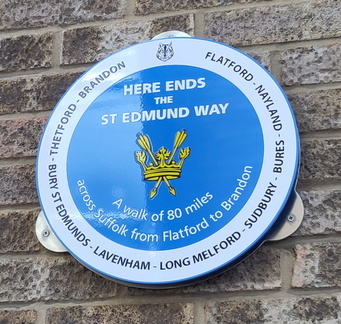 HERE ENDS
THE
ST EDMUND WAY
A walk of 80 miles
across Suffolk from Flatford to Brandon
FLATFORD - NAYLAND - BURES - SUDBURY - LONG MELFORD - LAVENHAM - BURY ST EDMUNDS - THETFORD - BRANDON